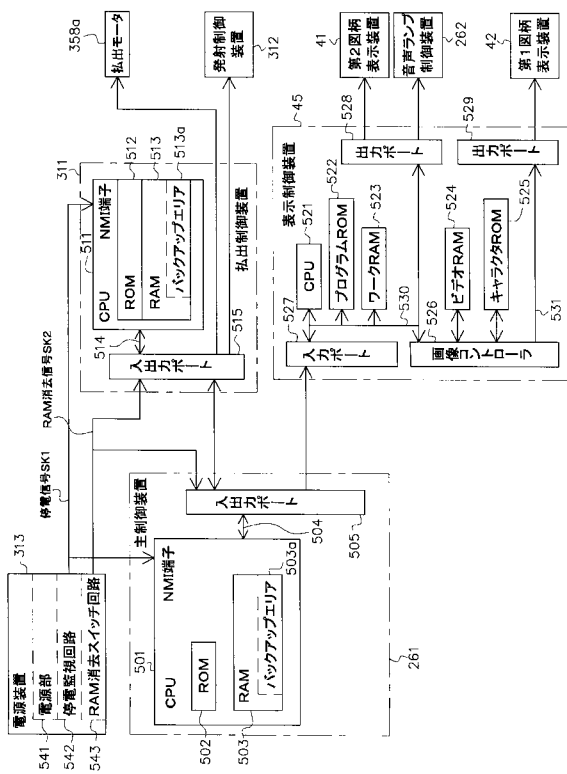 313
電源装置
電源部
停電監視回路
RAM消去スイッチ回路
541
542
543
停電信号SK1
RAM消去信号SK2
主制御装置
261
501
CPU
NMI端子
ROM
502
RAM
503
バックアップエリア
503a
504
入出力ポート
505
311
払出制御装置
511
CPU
NMI端子
ROM
512
RAM
513
バックアップエリア
513a
514
入出力ポート
515
358a
払出モータ
発射制御装置
312
45
表示制御装置
527
入力ポート
CPU
521
プログラムROM
522
ワークRAM
523
530
526
画像コントローラ
ビデオRAM
524
キャラクタROM
525
531
出力ポート
528
出力ポート
529
41
第2図柄
表示装置
音声ランプ
制御装置
262
第1図柄
表示装置
42